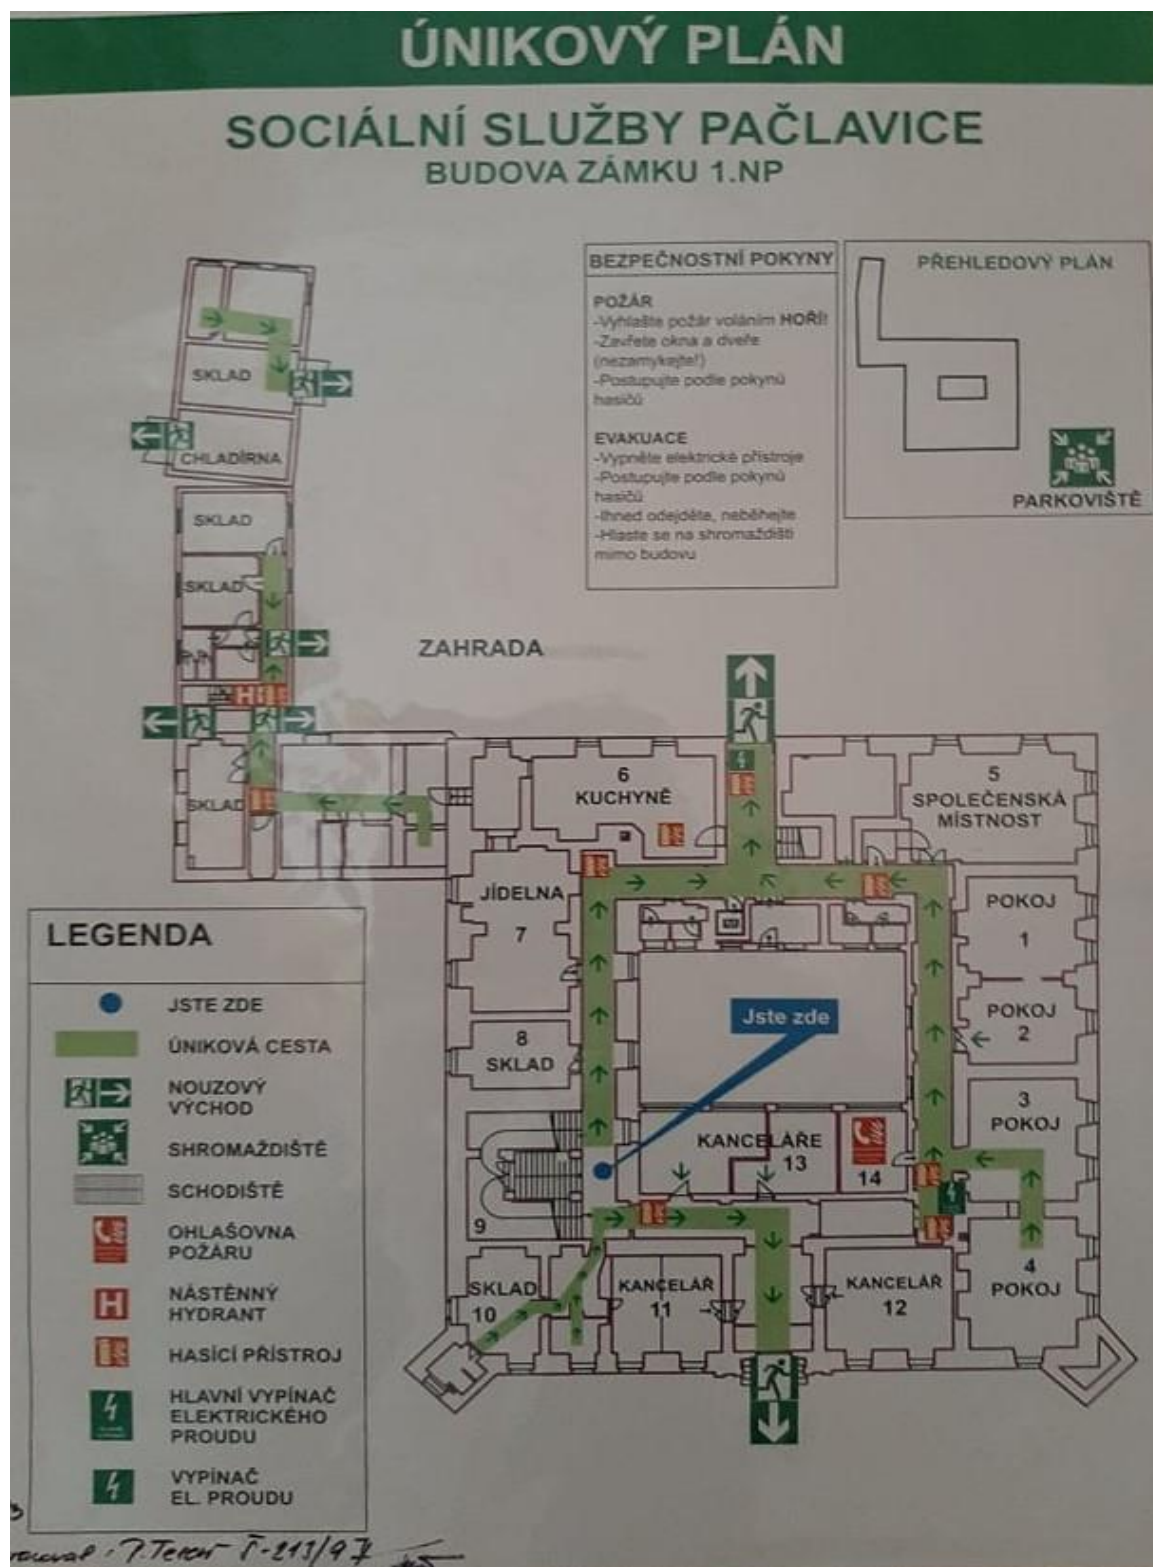 ÚNIKOVÝ PLÁN
SOCIÁLNÍ SLUŽBY PAČLAVICE
BUDOVA ZÁMKU 1.NP
BEZPEČNOSTNÍ POKYNY
POŽÁR
-Vyhlašte požár voláním HOŘÍ!
-Zavřete okna a dveře
(nezamykejte!)
-Postupujte podle pokynů
hasičů
EVAKUACE
-Vypněte elektrické přístroje
-Postupujte podle pokynů
hasičů
-Ihned odejděte, neběhejte
-Hlaste se na shromaždišti
mimo budovu
PŘEHLEDOVÝ PLÁN
PARKOVIŠTĚ
SKLAD
CHLADÍRNA
SKLAD
SKLAD
H
ZAHRADA
SKLAD
6
KUCHYNĚ
5
SPOLEČENSKÁ
MÍSTNOST
JÍDELNA
7
POKOJ
1
POKOJ
2
8
SKLAD
Jste zde
3
POKOJ
KANCELÁŘE
13
14
9
SKLAD
10
KANCELÁŘ
11
KANCELÁŘ
12
4
POKOJ
LEGENDA
JSTE ZDE
ÚNIKOVÁ CESTA
NOUZOVÝ
VÝCHOD
SHROMAŽDIŠTĚ
SCHODIŠTĚ
OHLAŠOVNA
POŽÁRU
H
NÁSTĚNNÝ
HYDRANT
HASÍCÍ PŘÍSTROJ
HLAVNÍ VYPÍNAČ
ELEKTRICKÉHO
PROUDU
VYPÍNAČ
EL. PROUDU